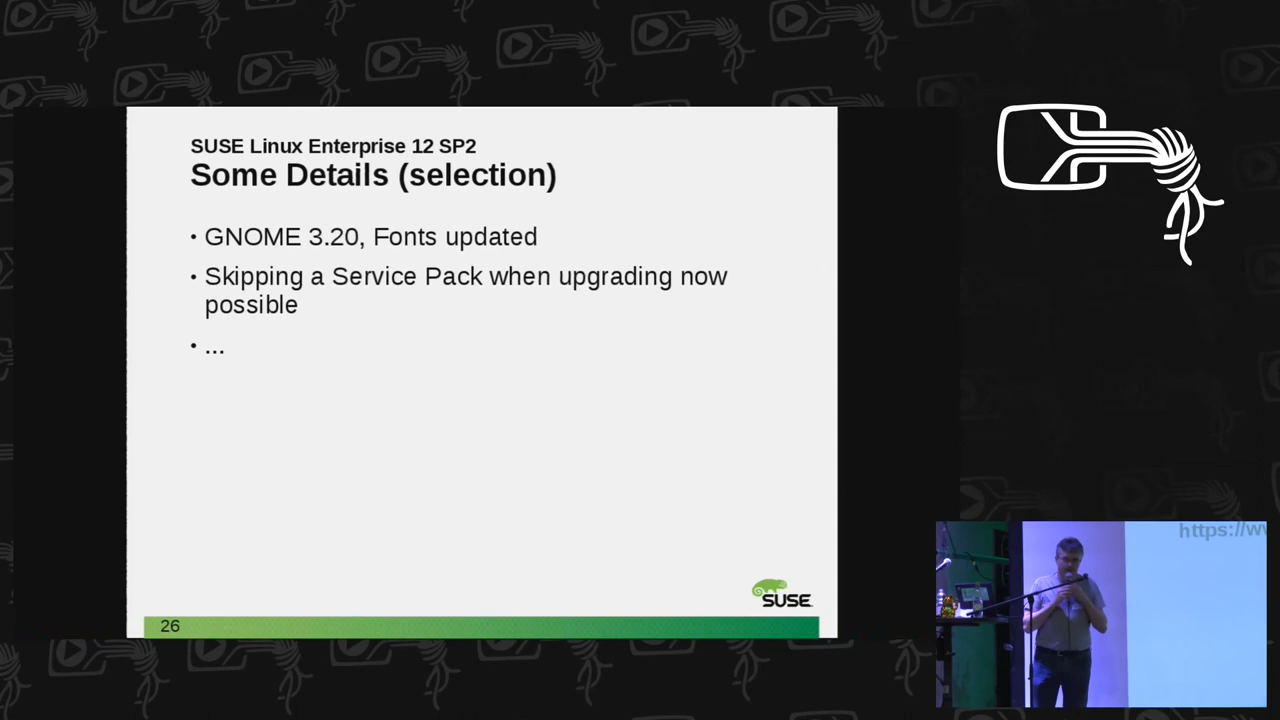 SUSE Linux Enterprise 12 SP2
Some Details (selection)
• GNOME 3.20, Fonts updated
• Skipping a Service Pack when upgrading now
possible
• ...
SUSE
26
https://w